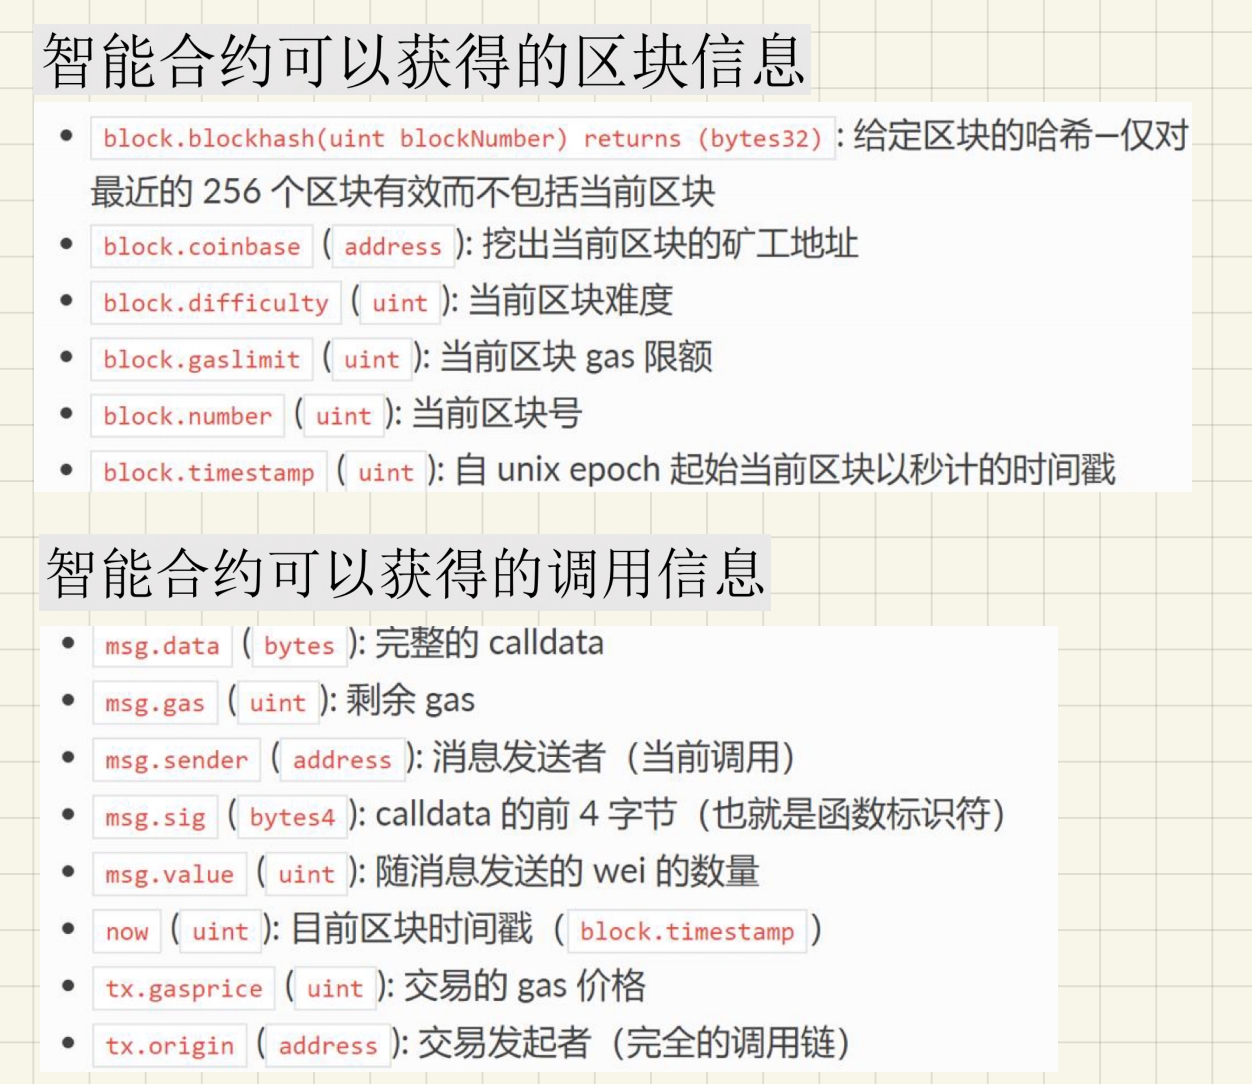 智能合约可以获得的区块信息
• block.blockhash(uint blockNumber) returns (bytes32) : 给定区块的哈希—仅对
最近的 256 个区块有效而不包括当前区块
• block.coinbase ( address ): 挖出当前区块的矿工地址
• block.difficulty ( uint ): 当前区块难度
• block.gaslimit ( uint ): 当前区块 gas 限额
• block.number ( uint ): 当前区块号
• block.timestamp ( uint ): 自 unix epoch 起始当前区块以秒计的时间戳
智能合约可以获得的调用信息
• msg.data ( bytes ): 完整的 calldata
• msg.gas ( uint ): 剩余 gas
• msg.sender ( address ): 消息发送者（当前调用）
• msg.sig ( bytes4 ): calldata 的前 4 字节（也就是函数标识符）
• msg.value ( uint ): 随消息发送的 wei 的数量
• now ( uint ): 目前区块时间戳（ block.timestamp ）
• tx.gasprice ( uint ): 交易的 gas 价格
• tx.origin ( address ): 交易发起者（完全的调用链）